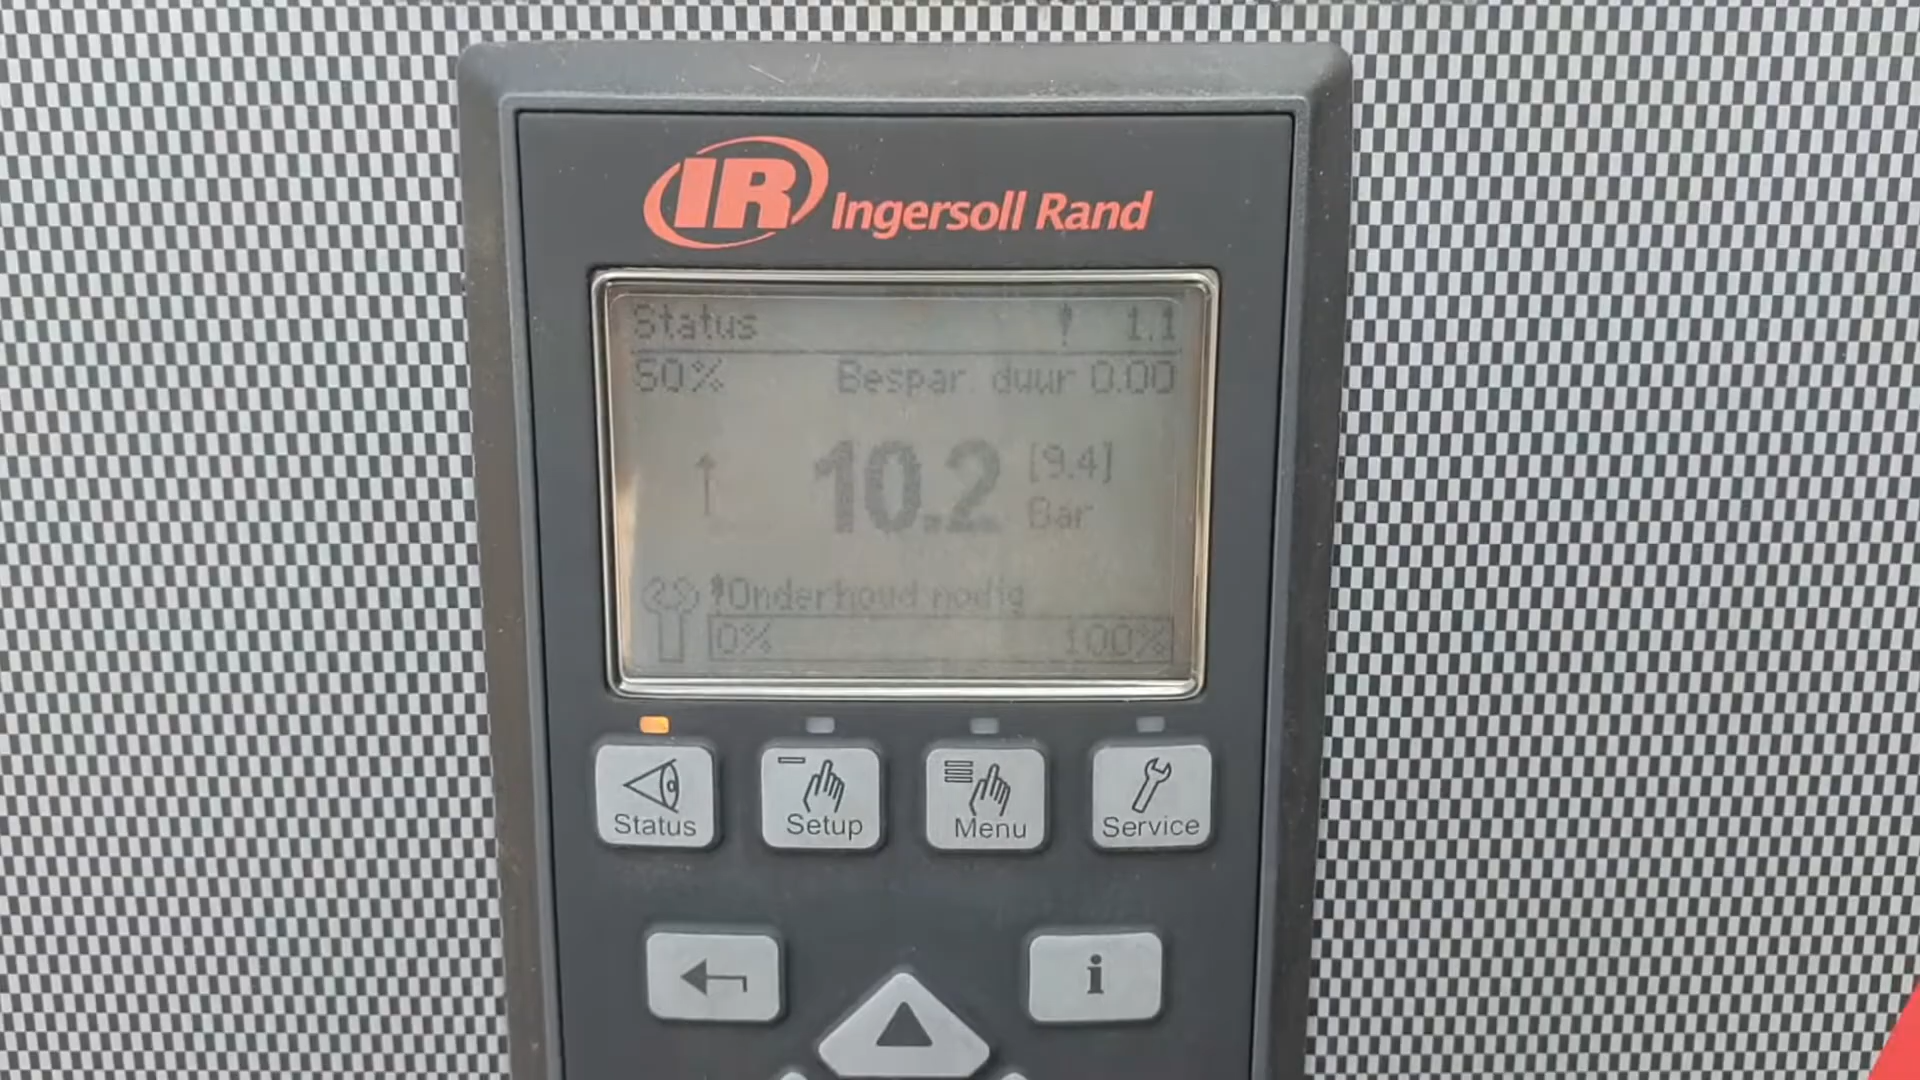 IR Ingersoll Rand
Status ! 1.1
50% Bespar. duur 0.00
10.2 [9.4]
Bar
!Onderhoud nodig
0% 100%
Status Setup Menu Service
i